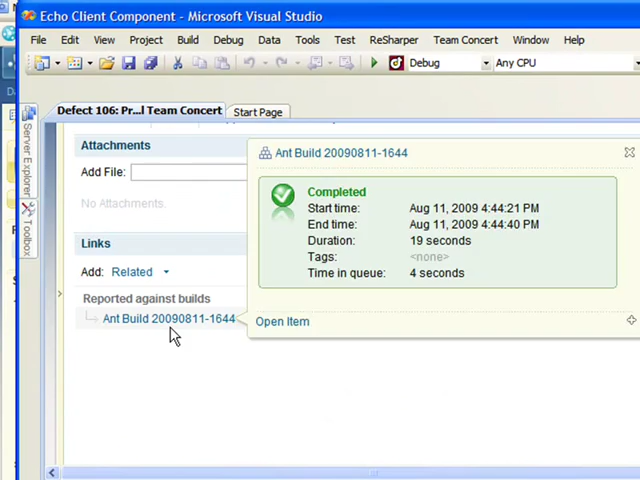 Echo Client Component - Microsoft Visual Studio
File Edit View Project Build Debug Data Tools Test ReSharper Team Concert Window Help
Debug Any CPU
Defect 106: Pr...l Team Concert Start Page
Server Explorer
Toolbox
Attachments
Add File:
No Attachments.
Links
Add: Related
Reported against builds
Ant Build 20090811-1644
Ant Build 20090811-1644
Completed
Start time: Aug 11, 2009 4:44:21 PM
End time: Aug 11, 2009 4:44:40 PM
Duration: 19 seconds
Tags: <none>
Time in queue: 4 seconds
Open Item